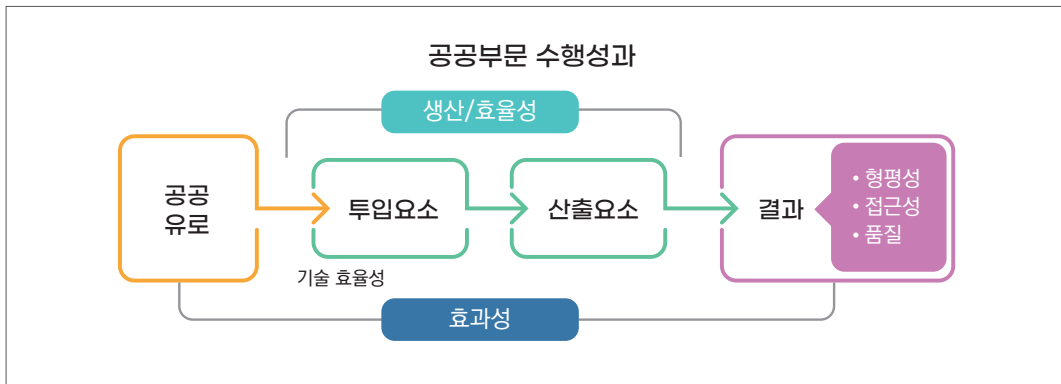 공공부문 수행성과
생산/효율성
공공
유로
투입요소
산출요소
결과
• 형평성
• 접근성
• 품질
기술 효율성
효과성